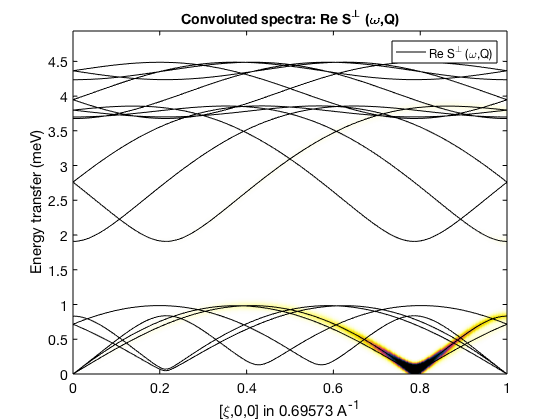 Convoluted spectra: Re S⊥ (ω,Q)
Re S⊥ (ω,Q)
4.5
4
3.5
3
2.5
2
1.5
1
0.5
0
Energy transfer (meV)
0 0.2 0.4 0.6 0.8 1
[ξ,0,0] in 0.69573 A-1